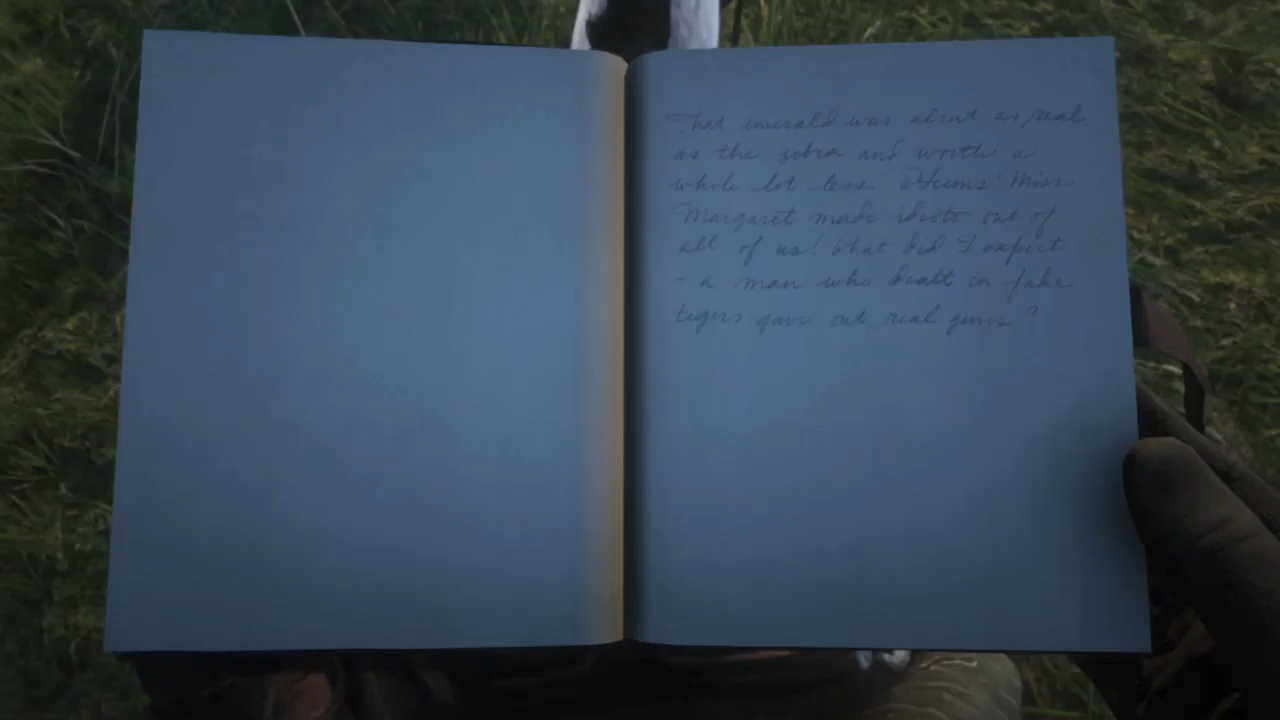 That emerald was about as real
as the zebra and worth a
whole lot less. Seems Miss
Margaret made idiots out of
all of us! What did I expect
- a man who dealt in fake
tigers gave out real gems?